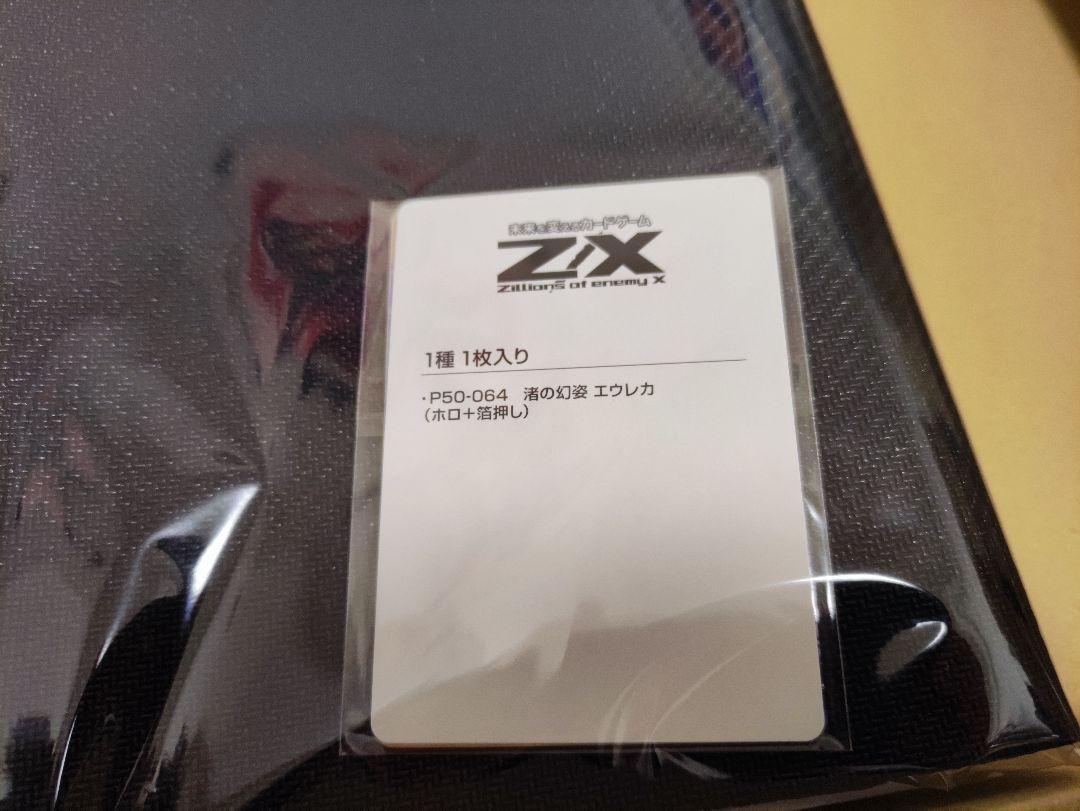 未来を変えるカードゲーム
Z/X
Zillions of enemy X
1種 1枚入り
・P50-064 渚の幻姿 エウレカ
(ホロ+箔押し)